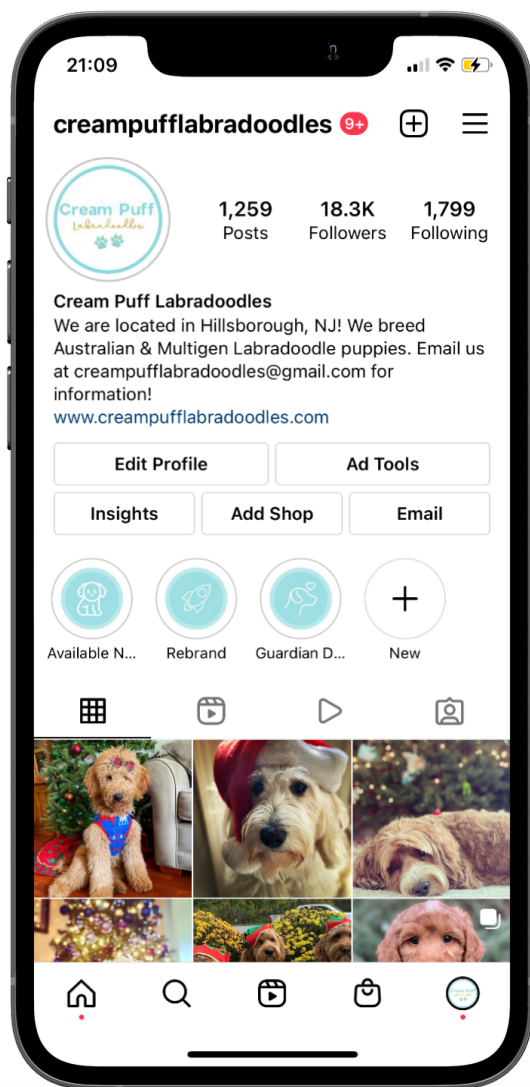 21:09
creampufflabradoodles 9+
Cream Puff
Labradoodles
1,259 18.3K 1,799
Posts Followers Following
Cream Puff Labradoodles
We are located in Hillsborough, NJ! We breed
Australian & Multigen Labradoodle puppies. Email us
at creampufflabradoodles@gmail.com for
information!
www.creampufflabradoodles.com
Edit Profile Ad Tools
Insights Add Shop Email
Available N... Rebrand Guardian D... New